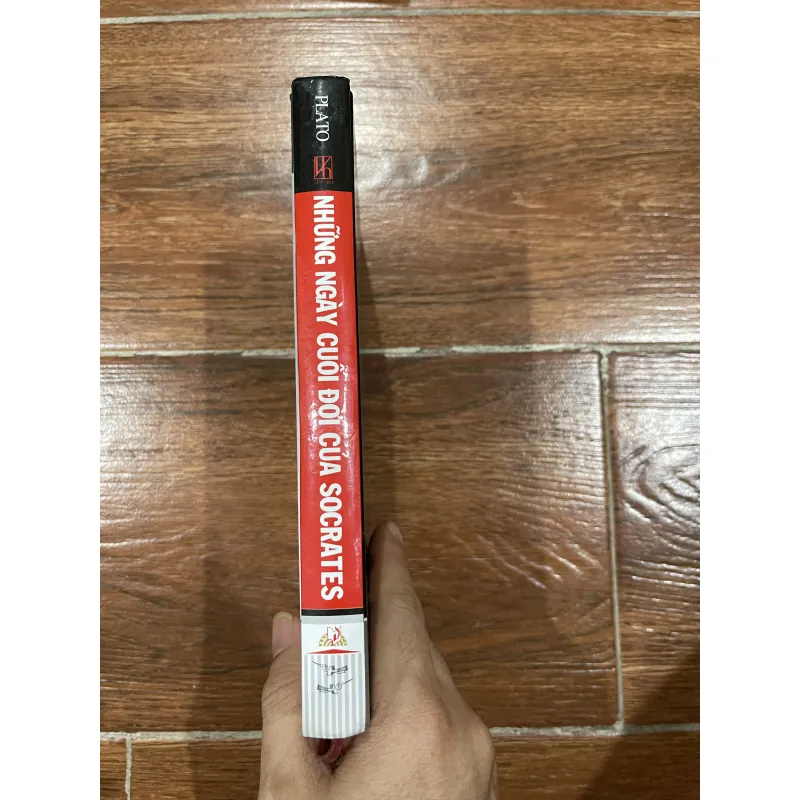 PLATO
NHỮNG NGÀY CUỐI ĐỜI CỦA SOCRATES